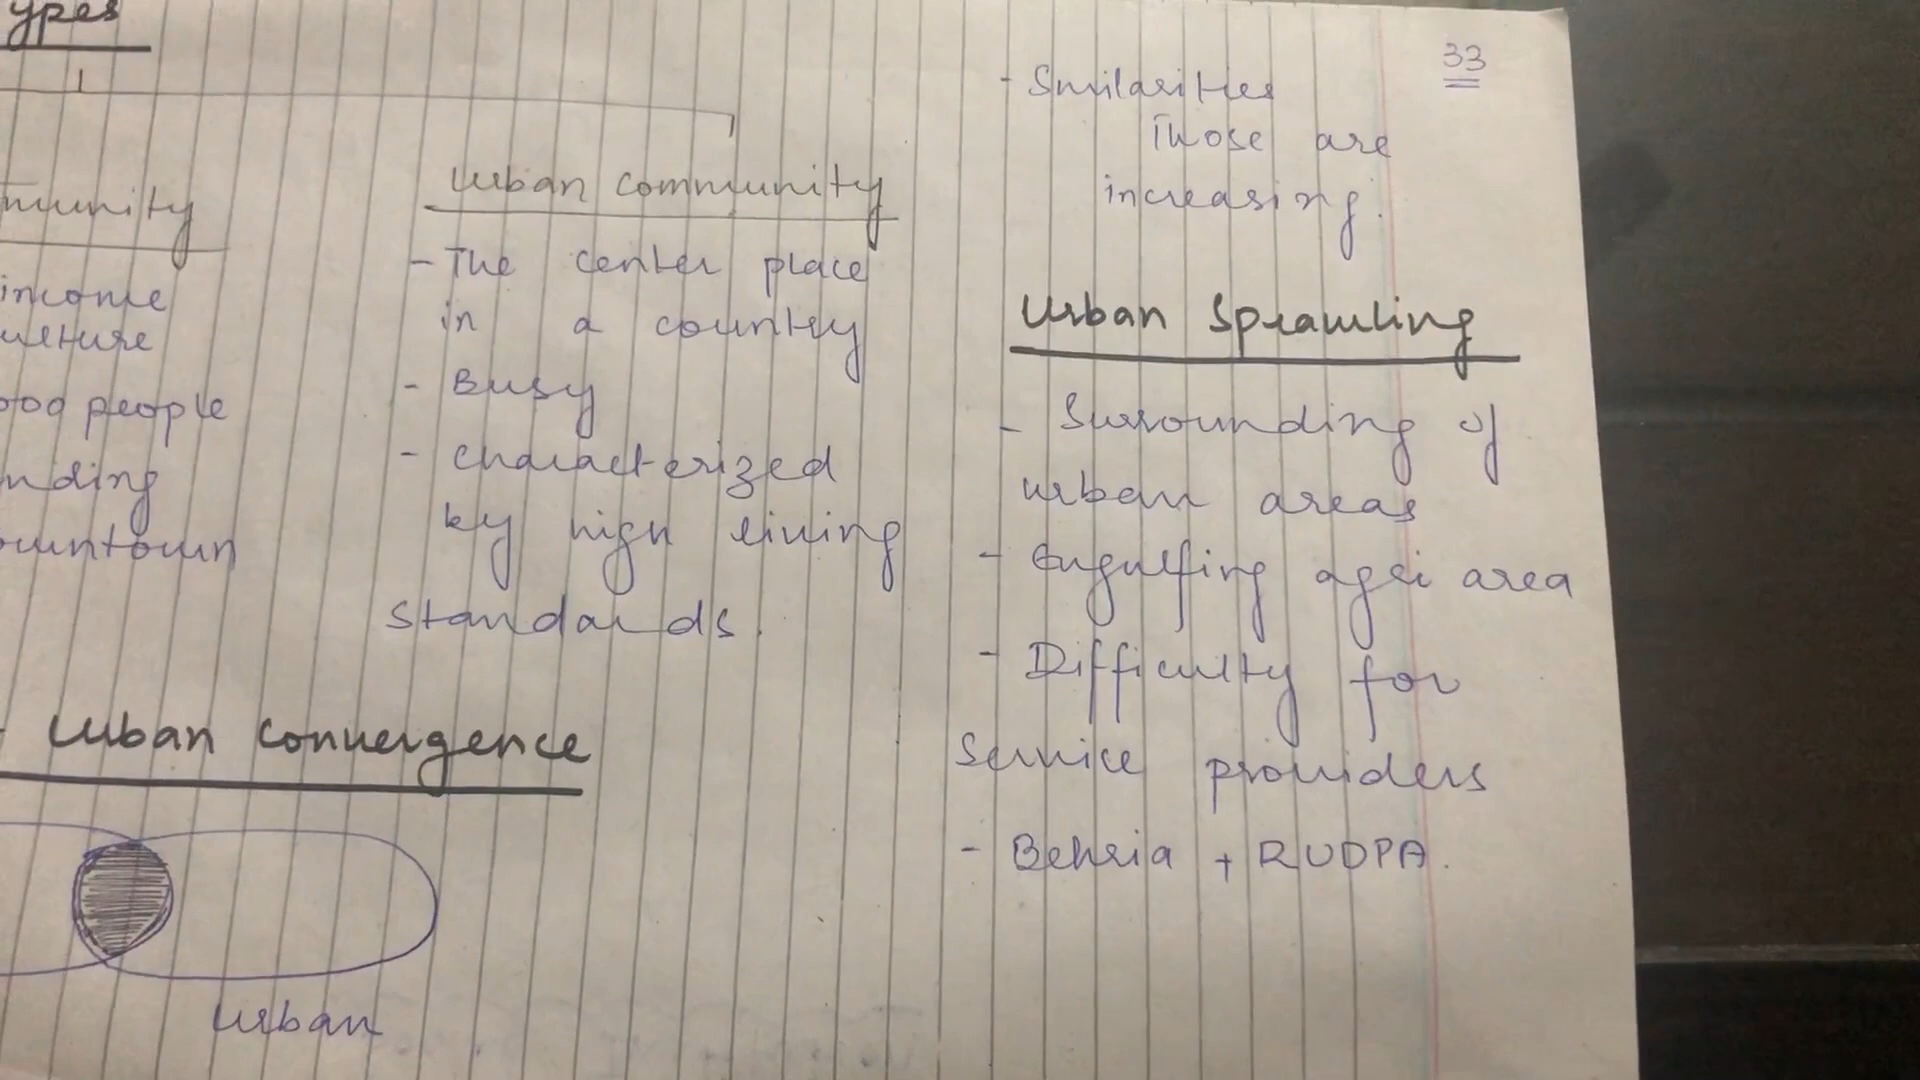 ypes
33
munity
income
ulture
people
nding
owntown
Urban community
- The center place
in a country
- Busy
- characterized
by high living
standards.
- Urban Convergence
Urban
- Similarities
Those are
increasing.
Urban Sprawling
- Surrounding of
urban areas
- Engulfing agri area
- Difficulty for
Service providers
- Behria + RUDPA.